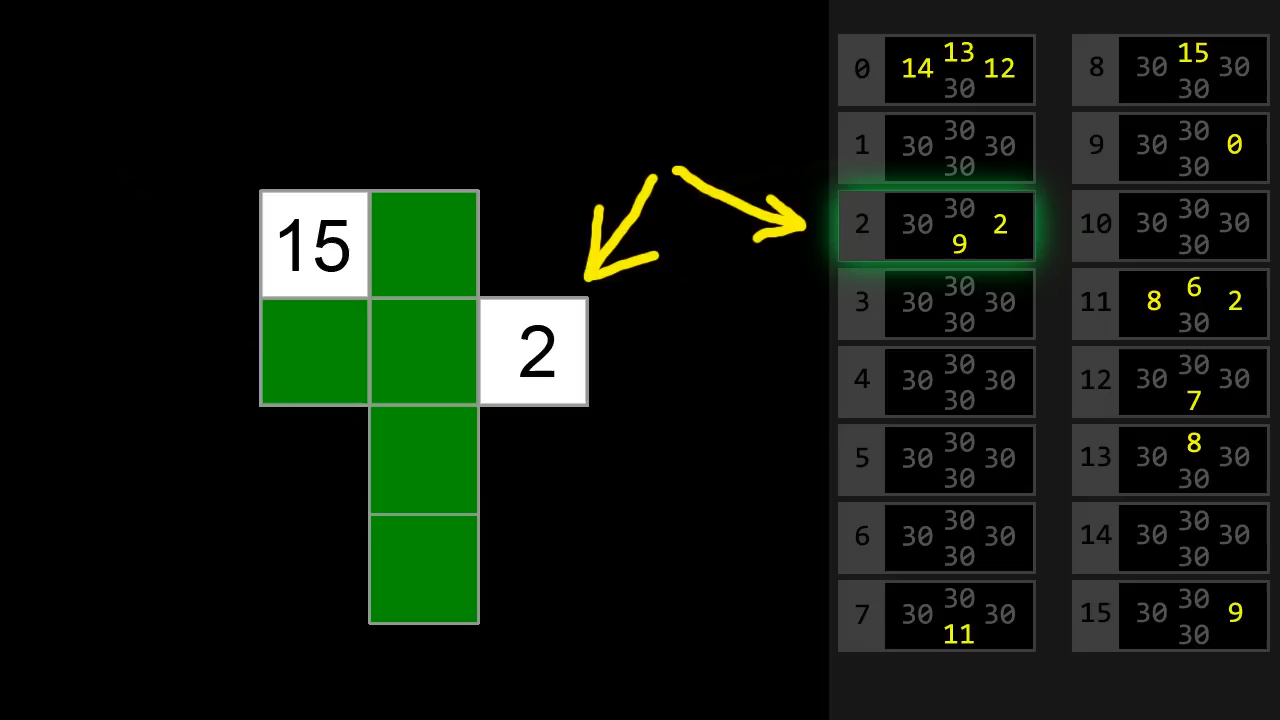 15
2
0 14 13 12 30
1 30 30 30 30
2 30 30 2 9
3 30 30 30 30
4 30 30 30 30
5 30 30 30 30
6 30 30 30 30
7 30 30 30 11
8 30 15 30 30
9 30 30 0 30
10 30 30 30 30
11 8 6 2 30
12 30 30 30 7
13 30 8 30 30
14 30 30 30 30
15 30 30 9 30